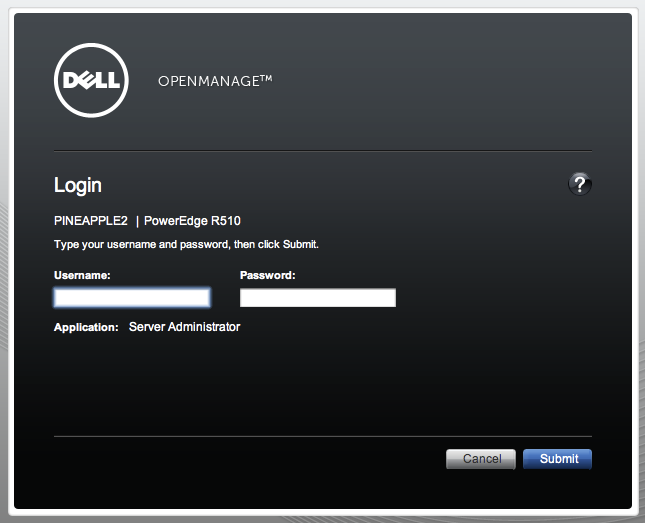 DELL
OPENMANAGE™
Login
?
PINEAPPLE2 | PowerEdge R510
Type your username and password, then click Submit.
Username: Password:
Application: Server Administrator
Cancel Submit